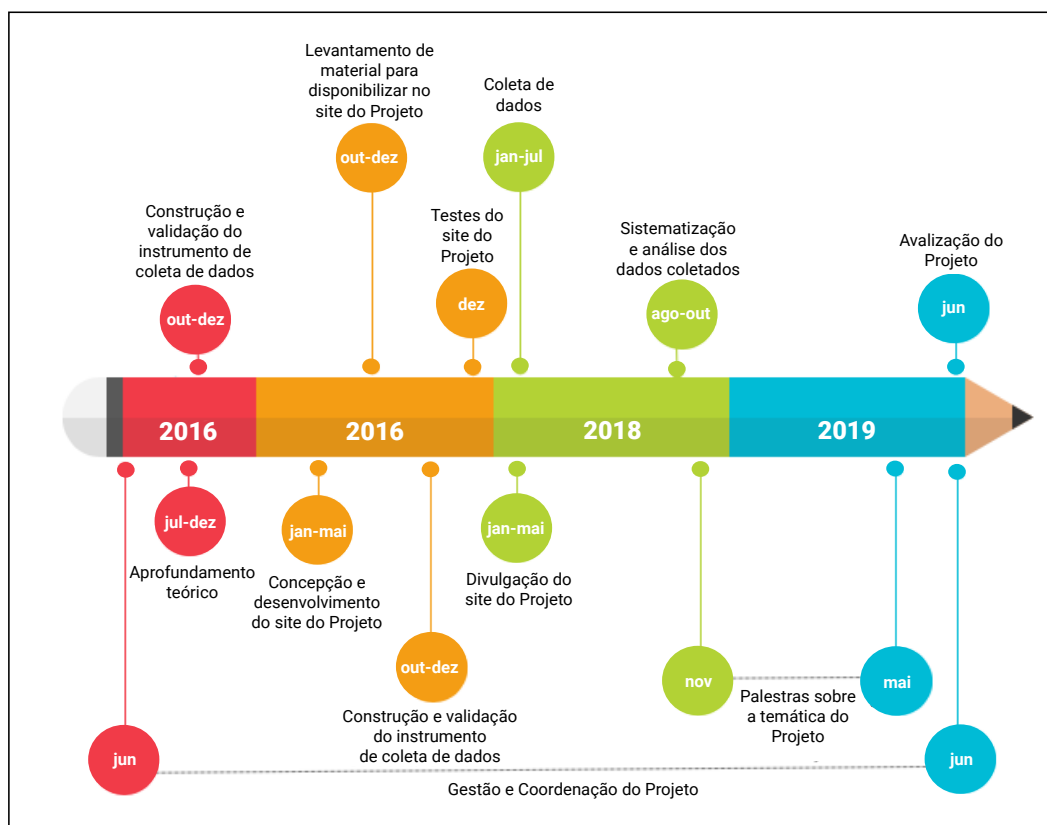 Levantamento de
material para
disponibilizar no
site do Projeto
out-dez
Coleta de
dados
jan-jul
Construção e
validação do
instrumento de
coleta de dados
out-dez
Testes do
site do
Projeto
dez
Sistematização
e análise dos
dados coletados
ago-out
Avalização do
Projeto
jun
2016
2016
2018
2019
jul-dez
Aprofundamento
teórico
jan-mai
Concepção e
desenvolvimento
do site do Projeto
jan-mai
Divulgação do
site do Projeto
out-dez
Construção e validação
do instrumento
de coleta de dados
nov
mai
Palestras sobre
a temática do
Projeto
jun
jun
Gestão e Coordenação do Projeto